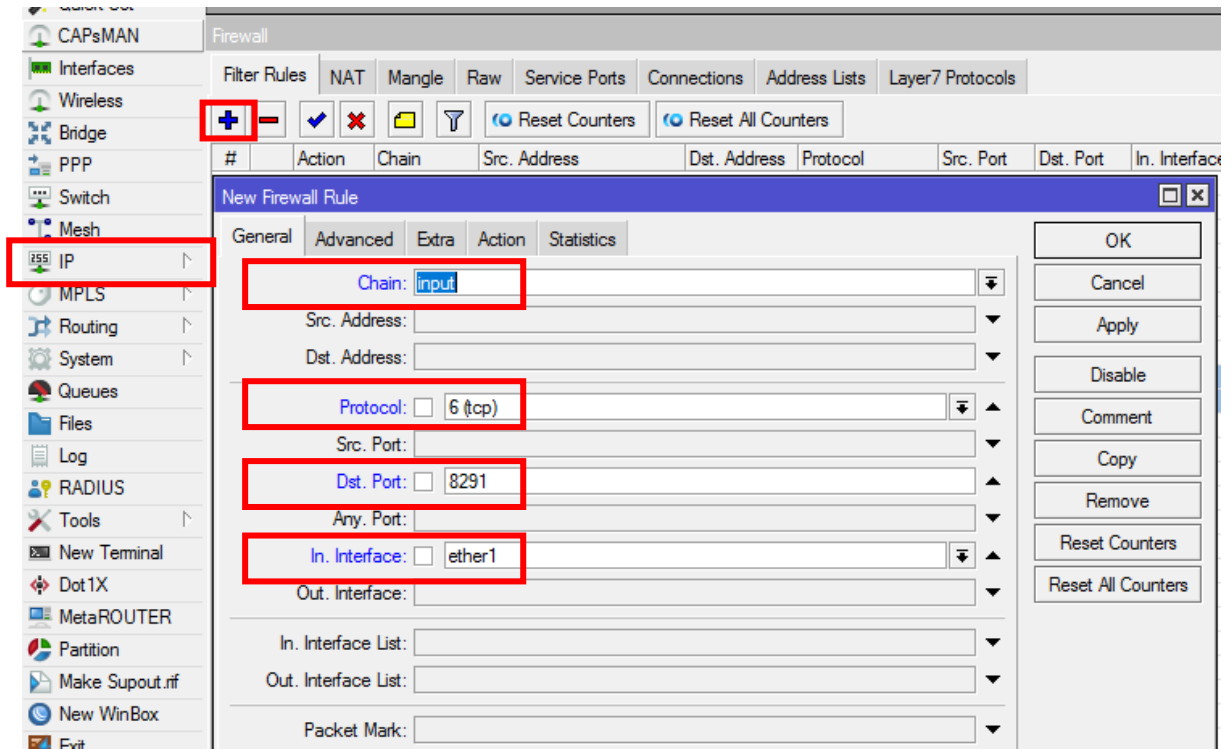 Quick Set
CAPsMAN
Interfaces
Wireless
Bridge
PPP
Switch
Mesh
255 IP
MPLS
Routing
System
Queues
Files
Log
RADIUS
Tools
New Terminal
Dot1X
MetaROUTER
Partition
Make Supout.rif
New WinBox
Exit
Firewall
Filter Rules NAT Mangle Raw Service Ports Connections Address Lists Layer7 Protocols
Reset Counters Reset All Counters
# Action Chain Src. Address Dst. Address Protocol Src. Port Dst. Port In. Interface
New Firewall Rule
General Advanced Extra Action Statistics
Chain: input
Src. Address:
Dst. Address:
Protocol: 6 (tcp)
Src. Port:
Dst. Port: 8291
Any. Port:
In. Interface: ether1
Out. Interface:
In. Interface List:
Out. Interface List:
Packet Mark:
OK
Cancel
Apply
Disable
Comment
Copy
Remove
Reset Counters
Reset All Counters